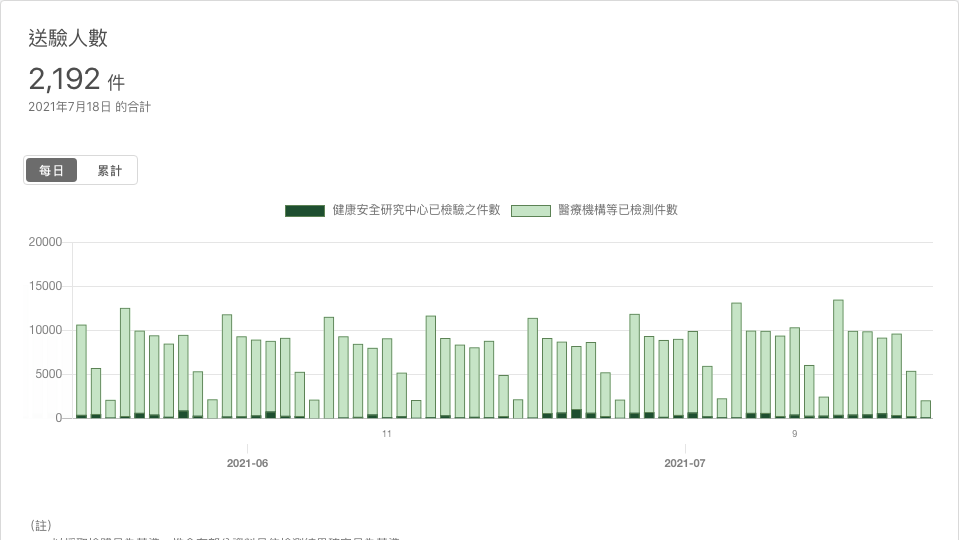 送驗人數
2,192 件
2021年7月18日 的合計
每日 累計
健康安全研究中心已檢驗之件數 醫療機構等已檢測件數
20000
15000
10000
5000
0
11 9
2021-06 2021-07
(註)